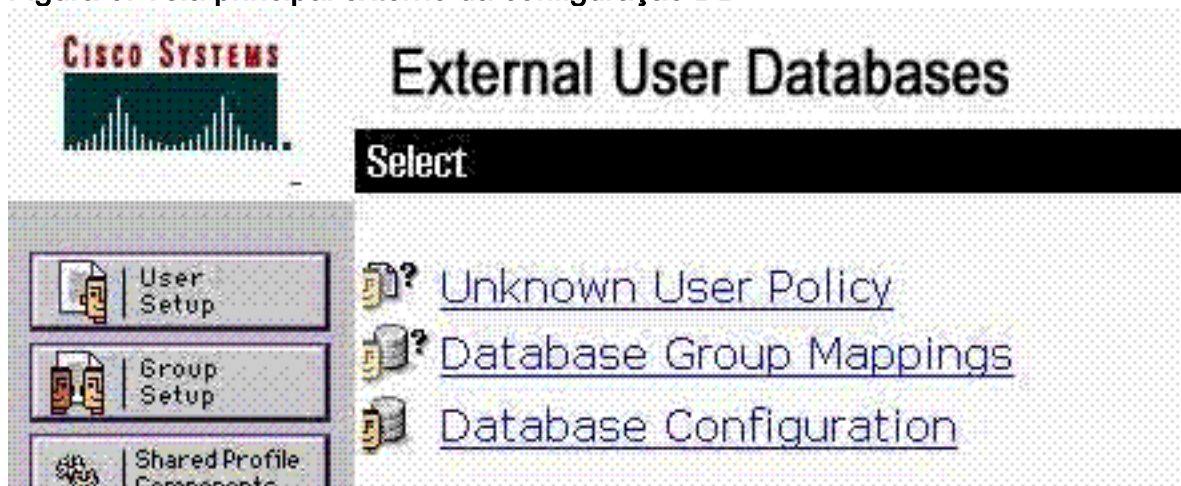 CISCO SYSTEMS
External User Databases
Select
User
Setup
Group
Setup
Shared Profile
Unknown User Policy
Database Group Mappings
Database Configuration